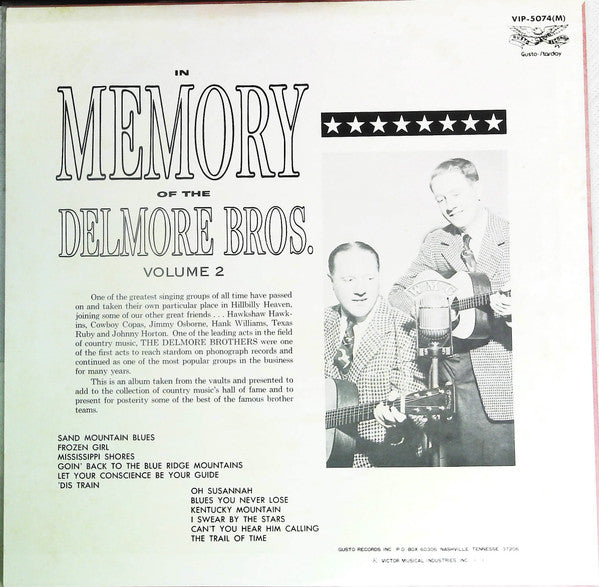 VIP-5074(M)
Gusto-Starday
IN
MEMORY
OF THE
DELMORE BROS.
VOLUME 2
One of the greatest singing groups of all time have passed
on and taken their own particular place in Hillbilly Heaven,
joining some of our other great friends . . . Hawkshaw Hawk-
ins, Cowboy Copas, Jimmy Osborne, Hank Williams, Texas
Ruby and Johnny Horton. One of the leading acts in the field
of country music, THE DELMORE BROTHERS were one
of the first acts to reach stardom on phonograph records and
continued as one of the most popular groups in the business
for many years.
This is an album taken from the vaults and presented to
add to the collection of country music's hall of fame and to
present for posterity some of the best of the famous brother
teams.
SAND MOUNTAIN BLUES
FROZEN GIRL
MISSISSIPPI SHORES
GOIN' BACK TO THE BLUE RIDGE MOUNTAINS
LET YOUR CONSCIENCE BE YOUR GUIDE
'DIS TRAIN
OH SUSANNAH
BLUES YOU NEVER LOSE
KENTUCKY MOUNTAIN
I SWEAR BY THE STARS
CAN'T YOU HEAR HIM CALLING
THE TRAIL OF TIME
GUSTO RECORDS INC P O BOX 60306 NASHVILLE TENNESSE 37206
VICTOR MUSICAL INDUSTRIES INC